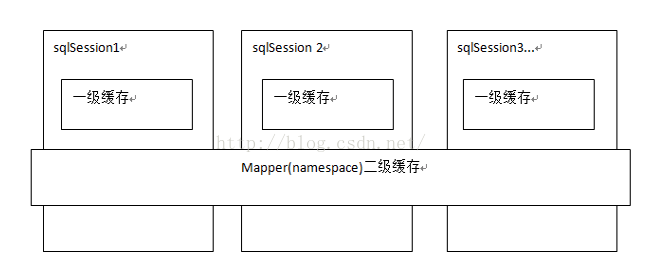 sqlSession1
sqlSession 2
sqlSession3...
一级缓存
一级缓存
一级缓存
http://blog.csdn.net/
Mapper(namespace)二级缓存